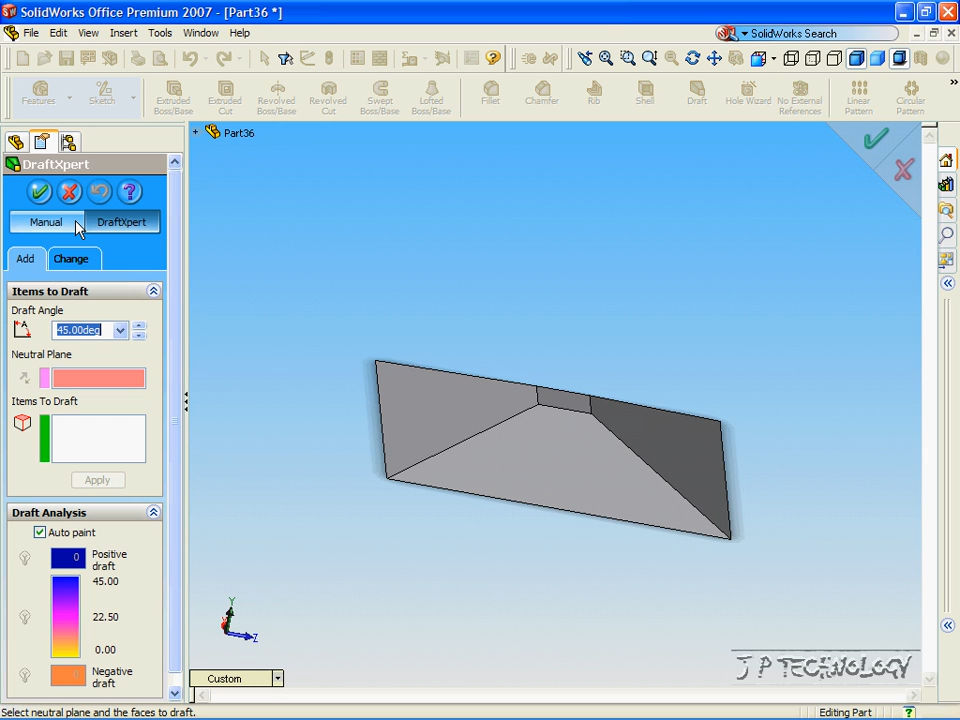 SolidWorks Office Premium 2007 - [Part36 *]
File Edit View Insert Tools Window Help SolidWorks Search
Features Sketch Extruded Boss/Base Extruded Cut Revolved Boss/Base Revolved Cut Swept Boss/Base Lofted Boss/Base Fillet Chamfer Rib Shell Draft Hole Wizard No External References Linear Pattern Circular Pattern
Part36
DraftXpert
Manual DraftXpert
Add Change
Items to Draft
Draft Angle
45.00deg
Neutral Plane
Items To Draft
Apply
Draft Analysis
Auto paint
0 Positive draft
45.00
22.50
0.00
0 Negative draft
Y
X Z
Custom
J P TECHNOLOGY
Select neutral plane and the faces to draft. Editing Part